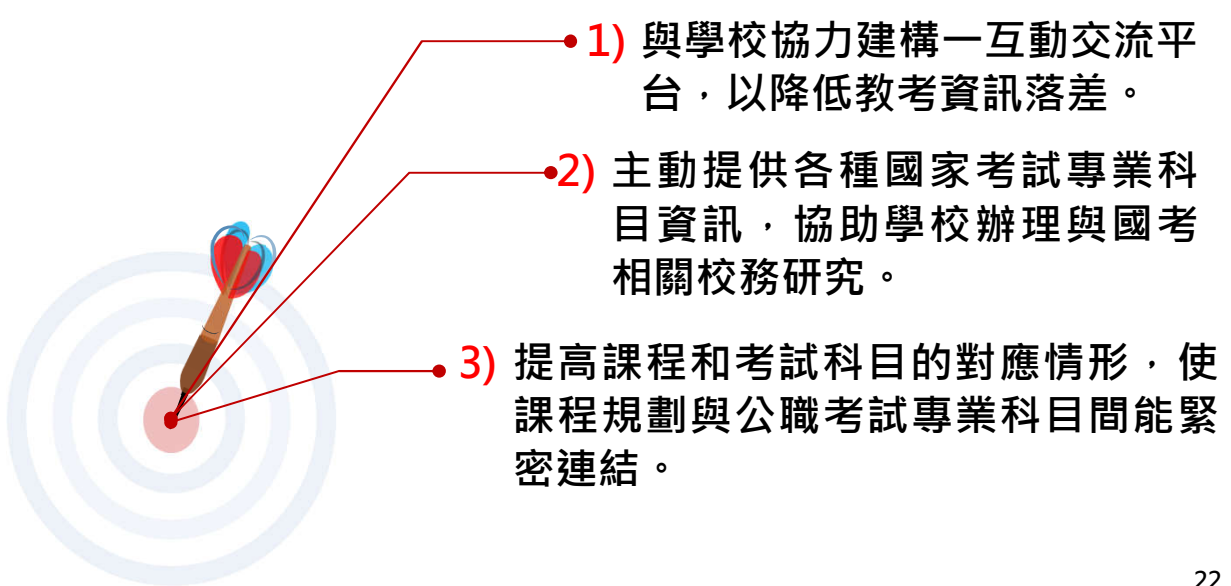 1) 與學校協力建構一互動交流平
台，以降低教考資訊落差。
2) 主動提供各種國家考試專業科
目資訊，協助學校辦理與國考
相關校務研究。
3) 提高課程和考試科目的對應情形，使
課程規劃與公職考試專業科目間能緊
密連結。
22